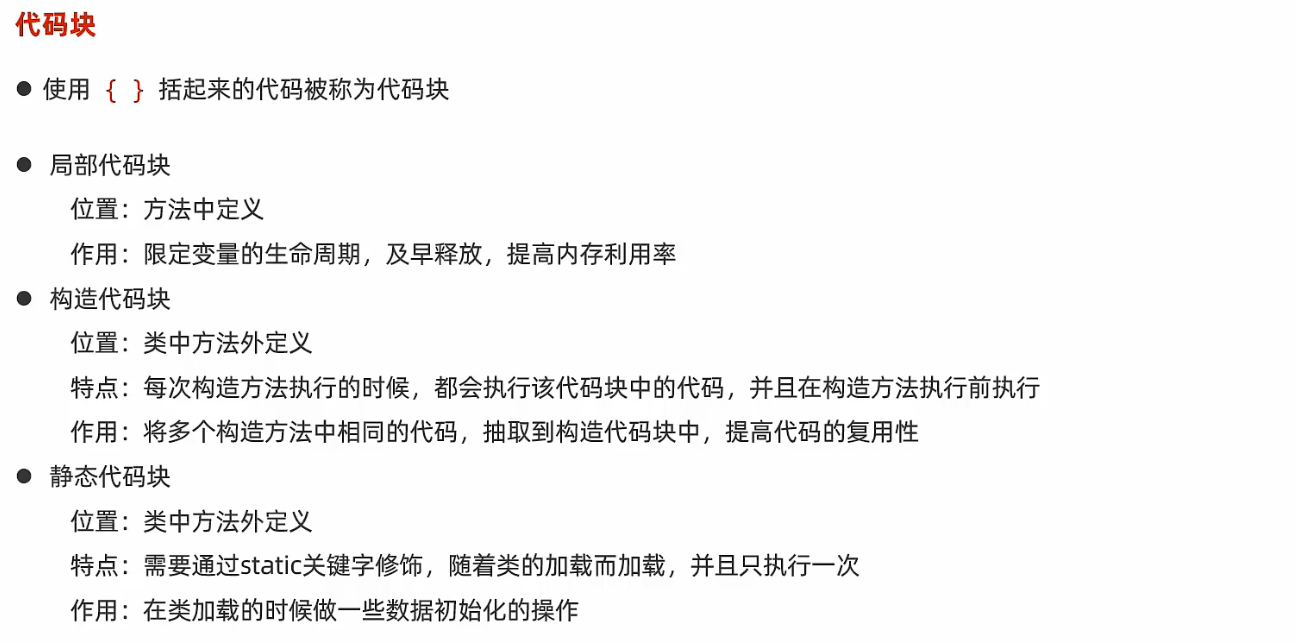 代码块
● 使用 { } 括起来的代码被称为代码块
● 局部代码块
位置：方法中定义
作用：限定变量的生命周期，及早释放，提高内存利用率
● 构造代码块
位置：类中方法外定义
特点：每次构造方法执行的时候，都会执行该代码块中的代码，并且在构造方法执行前执行
作用：将多个构造方法中相同的代码，抽取到构造代码块中，提高代码的复用性
● 静态代码块
位置：类中方法外定义
特点：需要通过static关键字修饰，随着类的加载而加载，并且只执行一次
作用：在类加载的时候做一些数据初始化的操作